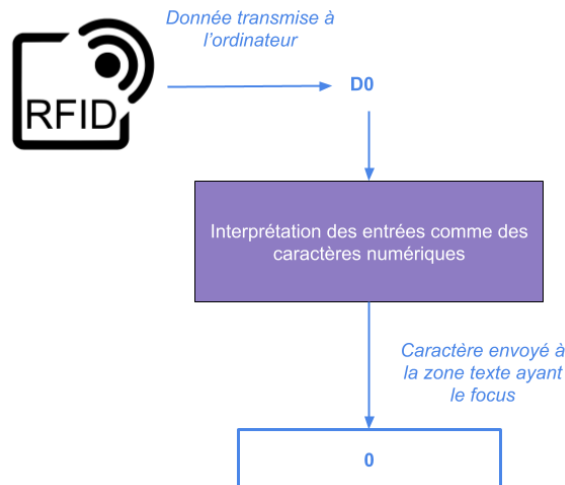 Donnée transmise à
l'ordinateur
RFID
D0
Interprétation des entrées comme des
caractères numériques
Caractère envoyé à
la zone texte ayant
le focus
0